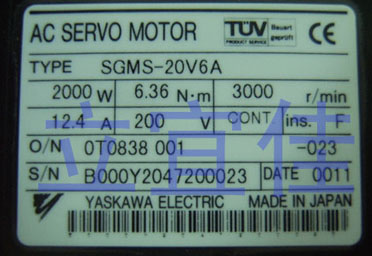 AC SERVO MOTOR
TÜV Bauart geprüft
PRODUCT SERVICE
CE
TYPE SGMS-20V6A
2000 W 6.36 N·m 3000 r/min
12.4 A 200 V CONT ins. F
O/N 0T0838 001 -023
S/N B000Y2047200023 DATE 0011
YASKAWA ELECTRIC MADE IN JAPAN
立宜佳